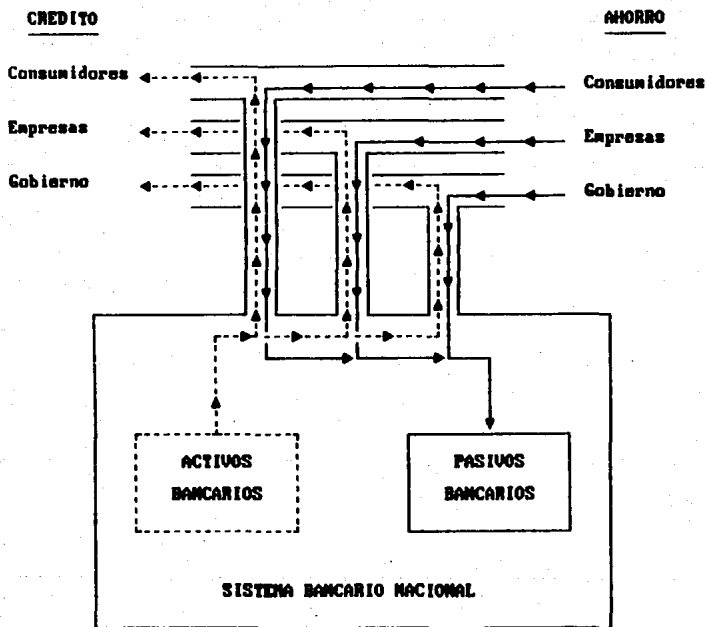 CREDITO
AHORRO
Consumidores
Consumidores
Empresas
Empresas
Gobierno
Gobierno
ACTIVOS
BANCARIOS
PASIVOS
BANCARIOS
SISTEMA BANCARIO NACIONAL